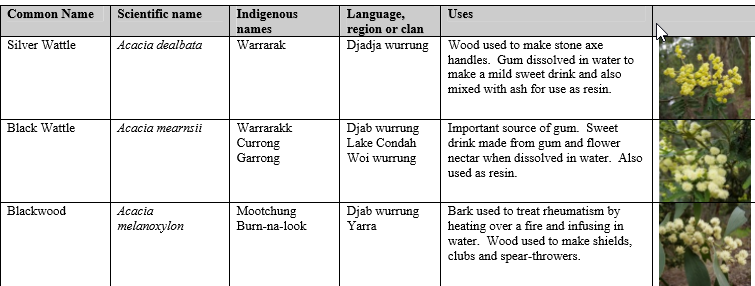 Common Name Scientific name Indigenous names Language, region or clan Uses
Silver Wattle Acacia dealbata Warrarak Djadja wurrung Wood used to make stone axe
handles. Gum dissolved in water to
make a mild sweet drink and also
mixed with ash for use as resin.
Black Wattle Acacia mearnsii Warrarakk Djab wurrung Important source of gum. Sweet
Currong Lake Condah drink made from gum and flower
Garrong Woi wurrung nectar when dissolved in water. Also
used as resin.
Blackwood Acacia Mootchung Djab wurrung Bark used to treat rheumatism by
melanoxylon Burn-na-look Yarra heating over a fire and infusing in
water. Wood used to make shields,
clubs and spear-throwers.